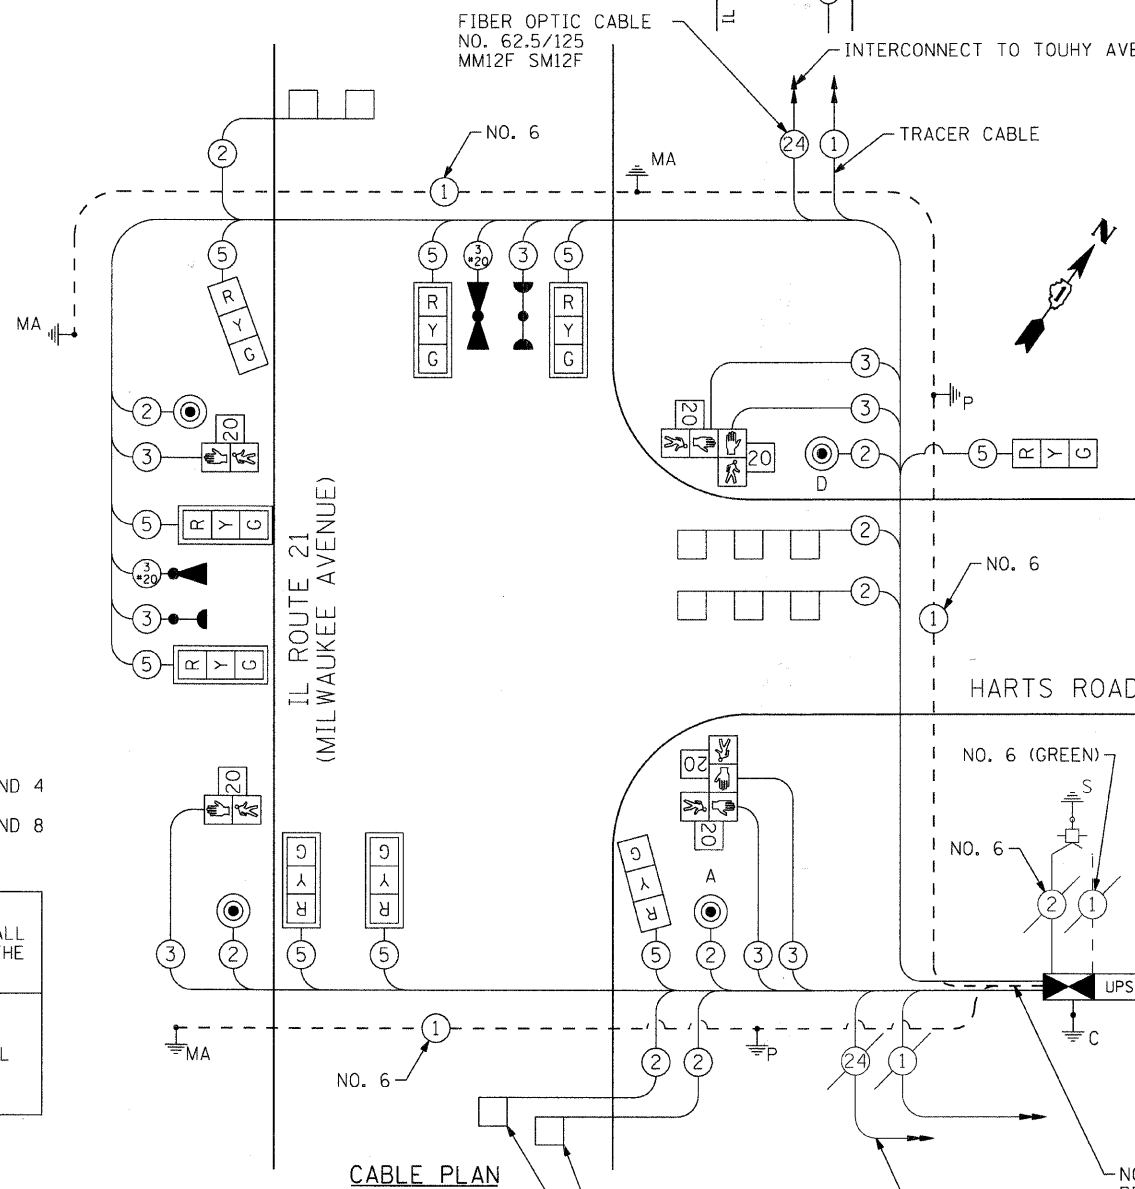 IL
FIBER OPTIC CABLE
NO. 62.5/125
MM12F SM12F
INTERCONNECT TO TOUHY AVE
NO. 6
24
1
TRACER CABLE
2
MA
1
N
5
5
3 #20
3
5
R Y G
R Y G
R Y G
MA
3
3
P
2
20
20
3
20
2
5
R Y G
D
5
R Y G
2
3 #20
NO. 6
2
3
1
5
R Y G
IL ROUTE 21
(MILWAUKEE AVENUE)
HARTS ROAD
NO. 6 (GREEN)
20
20
ND 4
S
ND 8
20
R Y G
R Y G
R Y G
NO. 6
A
2
1
ALL
THE
3
2
5
5
5
2
3
3
UPS
MA
1
P
C
L
2
2
24
1
NO. 6
CABLE PLAN